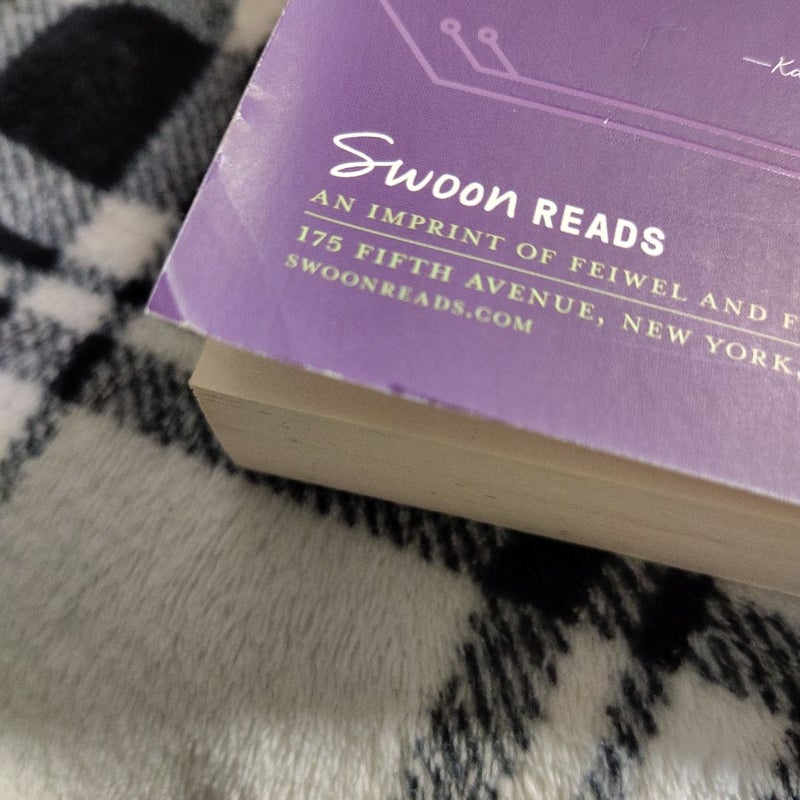 Swoon READS
AN IMPRINT OF FEIWEL AND
175 FIFTH AVENUE, NEW YORK,
SWOONREADS.COM